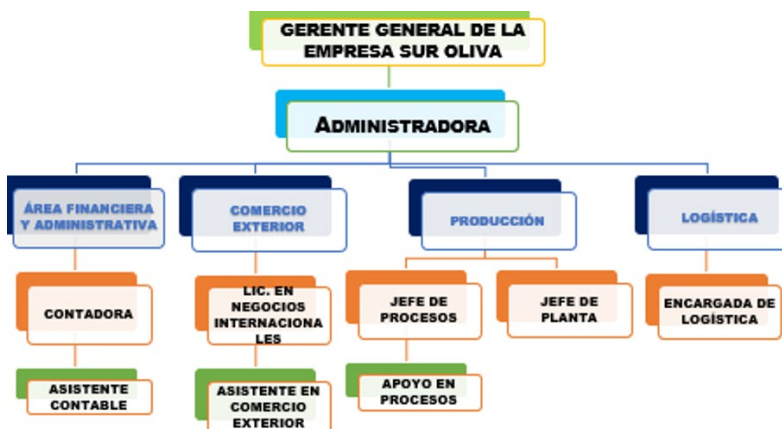 GERENTE GENERAL DE LA
EMPRESA SUR OLIVA
ADMINISTRADORA
ÁREA FINANCIERA
Y ADMINISTRATIVA
COMERCIO
EXTERIOR
PRODUCCIÓN
LOGÍSTICA
CONTADORA
LIC. EN
NEGOCIOS
INTERNACIONA
LES
JEFE DE
PROCESOS
JEFE DE
PLANTA
ENCARGADA DE
LOGÍSTICA
ASISTENTE
CONTABLE
ASISTENTE EN
COMERCIO
EXTERIOR
APOYO EN
PROCESOS